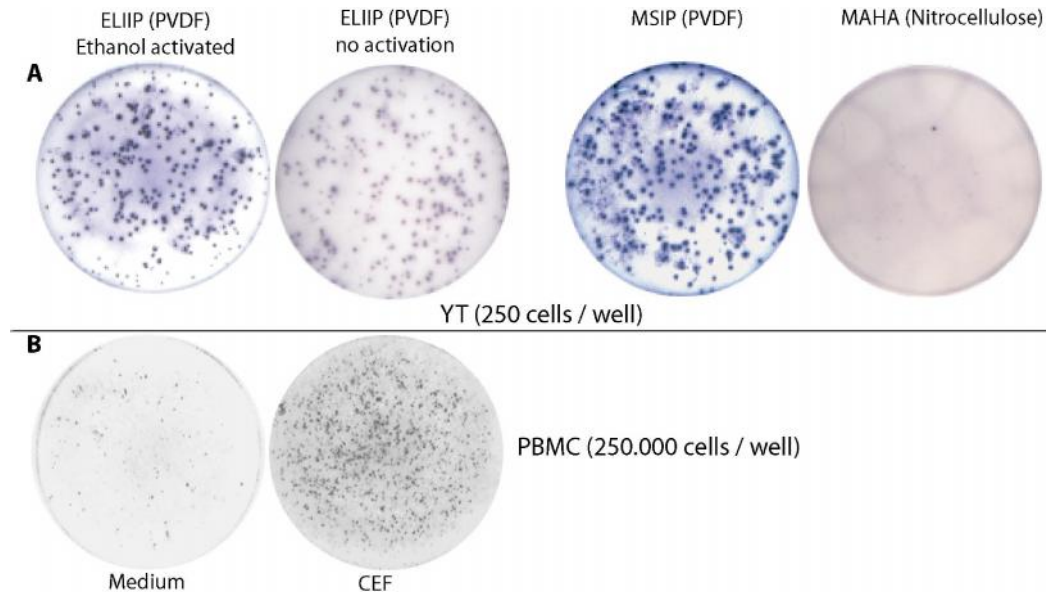 ELIIP (PVDF)
Ethanol activated
ELIIP (PVDF)
no activation
MSIP (PVDF)
MAHA (Nitrocellulose)
A
YT (250 cells / well)
B
PBMC (250.000 cells / well)
Medium
CEF